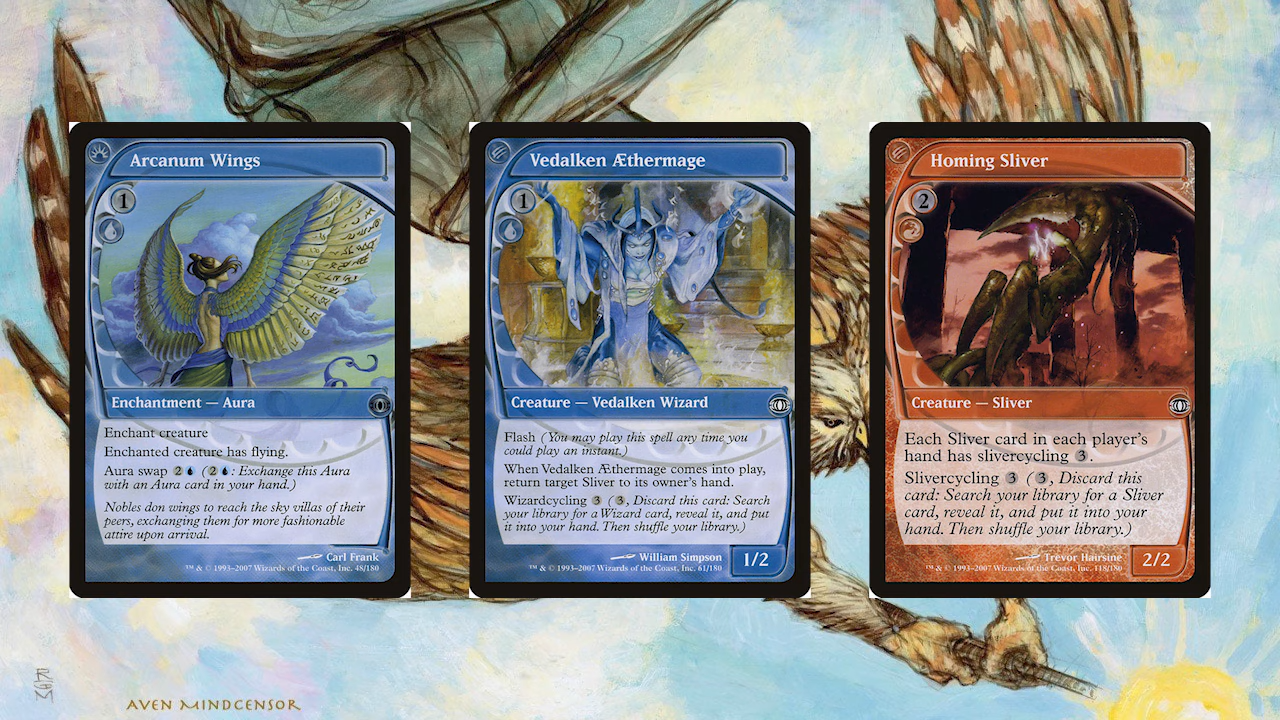 Arcanum Wings
1
Enchantment — Aura
Enchant creature
Enchanted creature has flying.
Aura swap 2 (2 : Exchange this Aura
with an Aura card in your hand.)
Nobles don wings to reach the sky villas of their
peers, exchanging them for more fashionable
attire upon arrival.
Carl Frank
™ & © 1993–2007 Wizards of the Coast, Inc. 48/180
Vedalken Æthermage
1
Creature — Vedalken Wizard
Flash (You may play this spell any time you
could play an instant.)
When Vedalken Æthermage comes into play,
return target Sliver to its owner's hand.
Wizardcycling 3 (3, Discard this card: Search
your library for a Wizard card, reveal it, and put
it into your hand. Then shuffle your library.)
William Simpson
™ & © 1993–2007 Wizards of the Coast, Inc. 61/180
1/2
Homing Sliver
2
Creature — Sliver
Each Sliver card in each player's
hand has slivercycling 3.
Slivercycling 3 (3, Discard this
card: Search your library for a Sliver
card, reveal it, and put it into your
hand. Then shuffle your library.)
Trevor Hairsine
™ & © 1993–2007 Wizards of the Coast, Inc. 118/180
2/2
RGM
AVEN MINDCENSOR